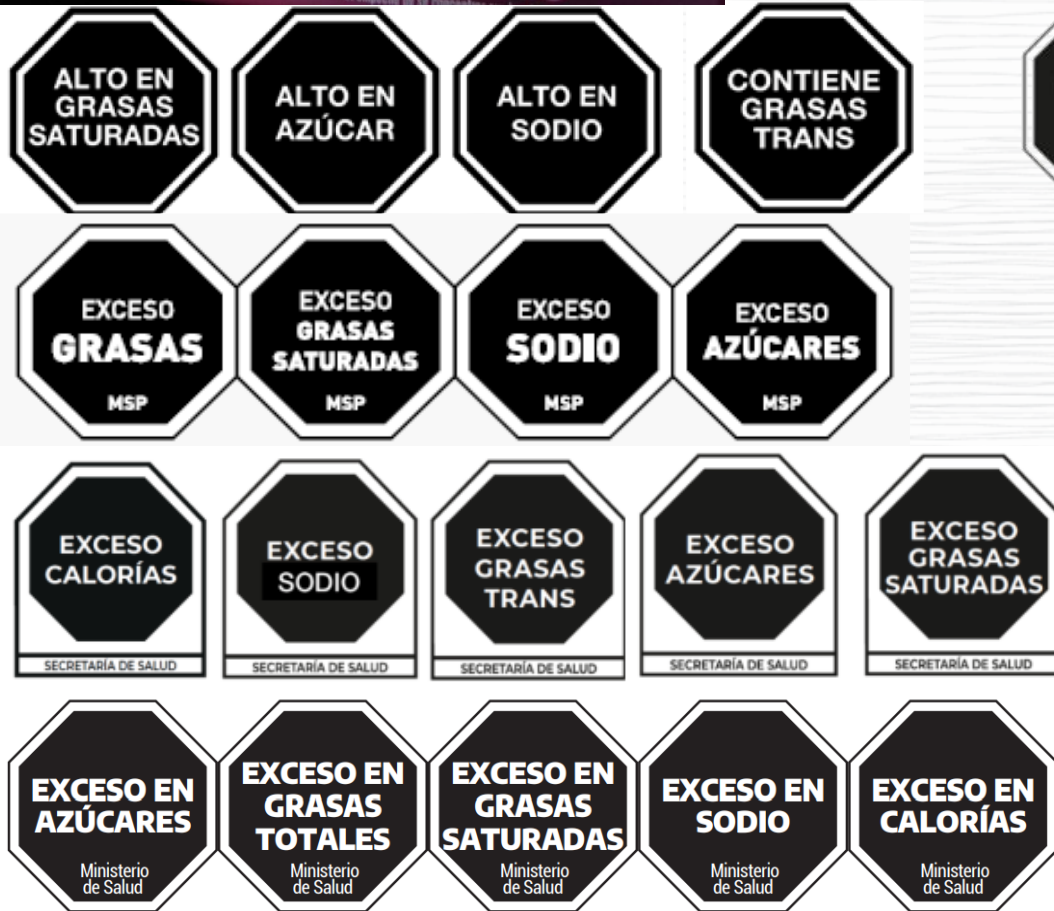 ALTO EN
GRASAS
SATURADAS
ALTO EN
AZÚCAR
ALTO EN
SODIO
CONTIENE
GRASAS
TRANS
EXCESO
GRASAS
MSP
EXCESO
GRASAS
SATURADAS
MSP
EXCESO
SODIO
MSP
EXCESO
AZÚCARES
MSP
EXCESO
CALORÍAS
SECRETARÍA DE SALUD
EXCESO
SODIO
SECRETARÍA DE SALUD
EXCESO
GRASAS
TRANS
SECRETARÍA DE SALUD
EXCESO
AZÚCARES
SECRETARÍA DE SALUD
EXCESO
GRASAS
SATURADAS
SECRETARÍA DE SALUD
EXCESO EN
AZÚCARES
Ministerio
de Salud
EXCESO EN
GRASAS
TOTALES
Ministerio
de Salud
EXCESO EN
GRASAS
SATURADAS
Ministerio
de Salud
EXCESO EN
SODIO
Ministerio
de Salud
EXCESO EN
CALORÍAS
Ministerio
de Salud